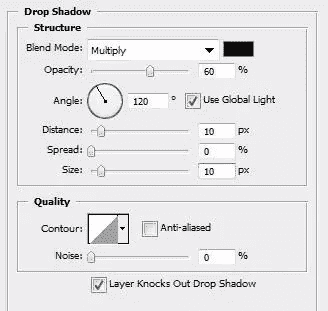 Drop Shadow
Structure
Blend Mode: Multiply
Opacity: 60 %
Angle: 120 ° Use Global Light
Distance: 10 px
Spread: 0 %
Size: 10 px
Quality
Contour: Anti-aliased
Noise: 0 %
Layer Knocks Out Drop Shadow